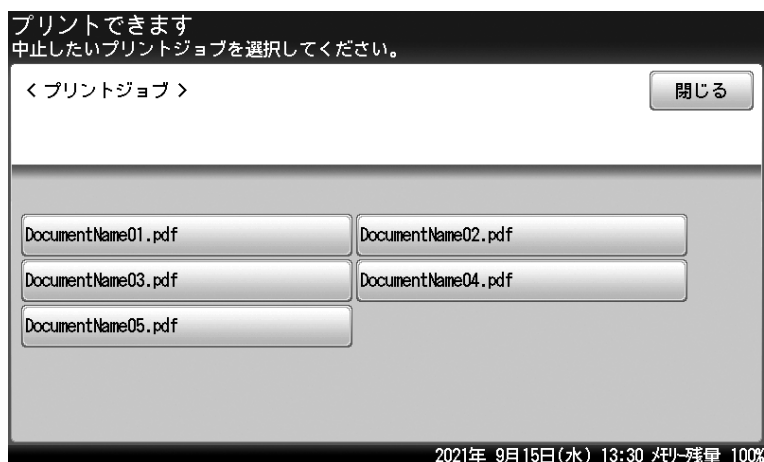 プリントできます
中止したいプリントジョブを選択してください。
< プリントジョブ >
閉じる
DocumentName01.pdf
DocumentName02.pdf
DocumentName03.pdf
DocumentName04.pdf
DocumentName05.pdf
2021年 9月15日(水) 13:30 ﾒﾓﾘｰ残量 100%